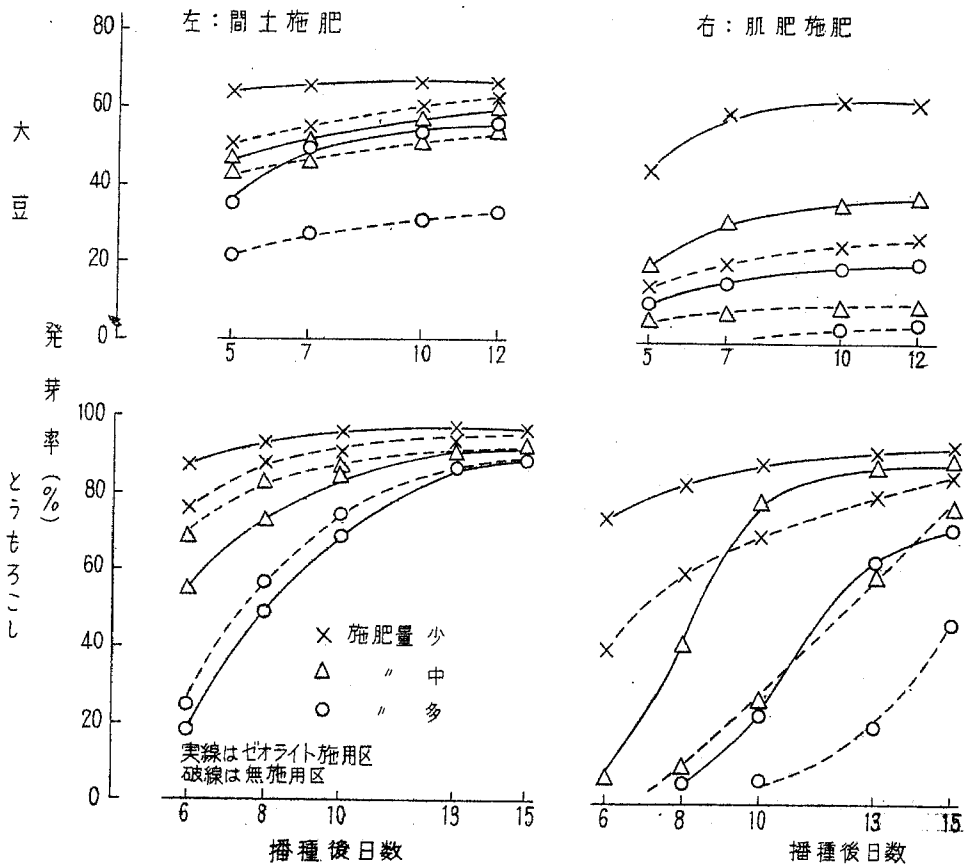 左：間土施肥
右：肌肥施肥
80
60
40
20
0
大豆
5 7 10 12
5 7 10 12
発芽率(%)
100
80
60
40
20
0
とうもろこし
× 施肥量 少
△ 〃 中
○ 〃 多
実線はゼオライト施用区
破線は無施用区
6 8 10 13 15
6 8 10 13 15
播種後日数
播種後日数